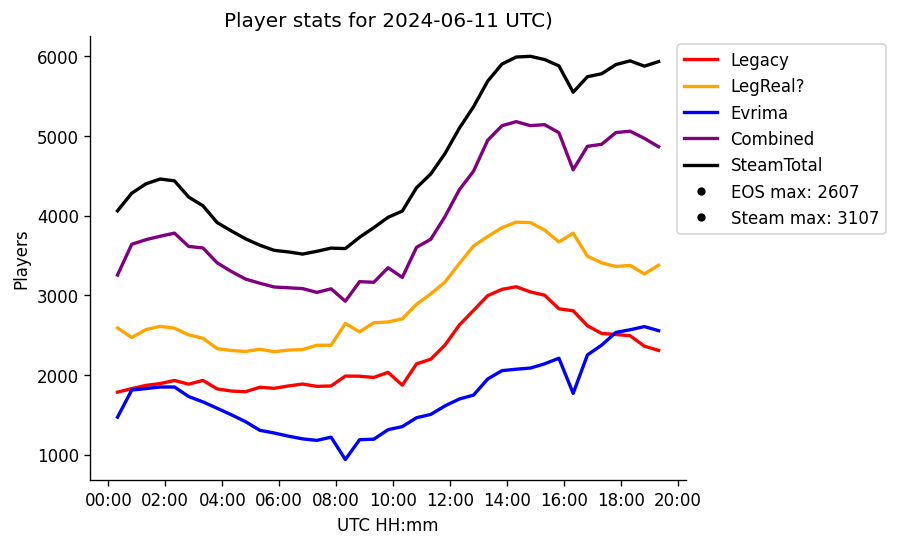 Player stats for 2024-06-11 UTC)
6000
5000
4000
3000
2000
1000
Players
00:00 02:00 04:00 06:00 08:00 10:00 12:00 14:00 16:00 18:00 20:00
UTC HH:mm
Legacy
LegReal?
Evrima
Combined
SteamTotal
EOS max: 2607
Steam max: 3107